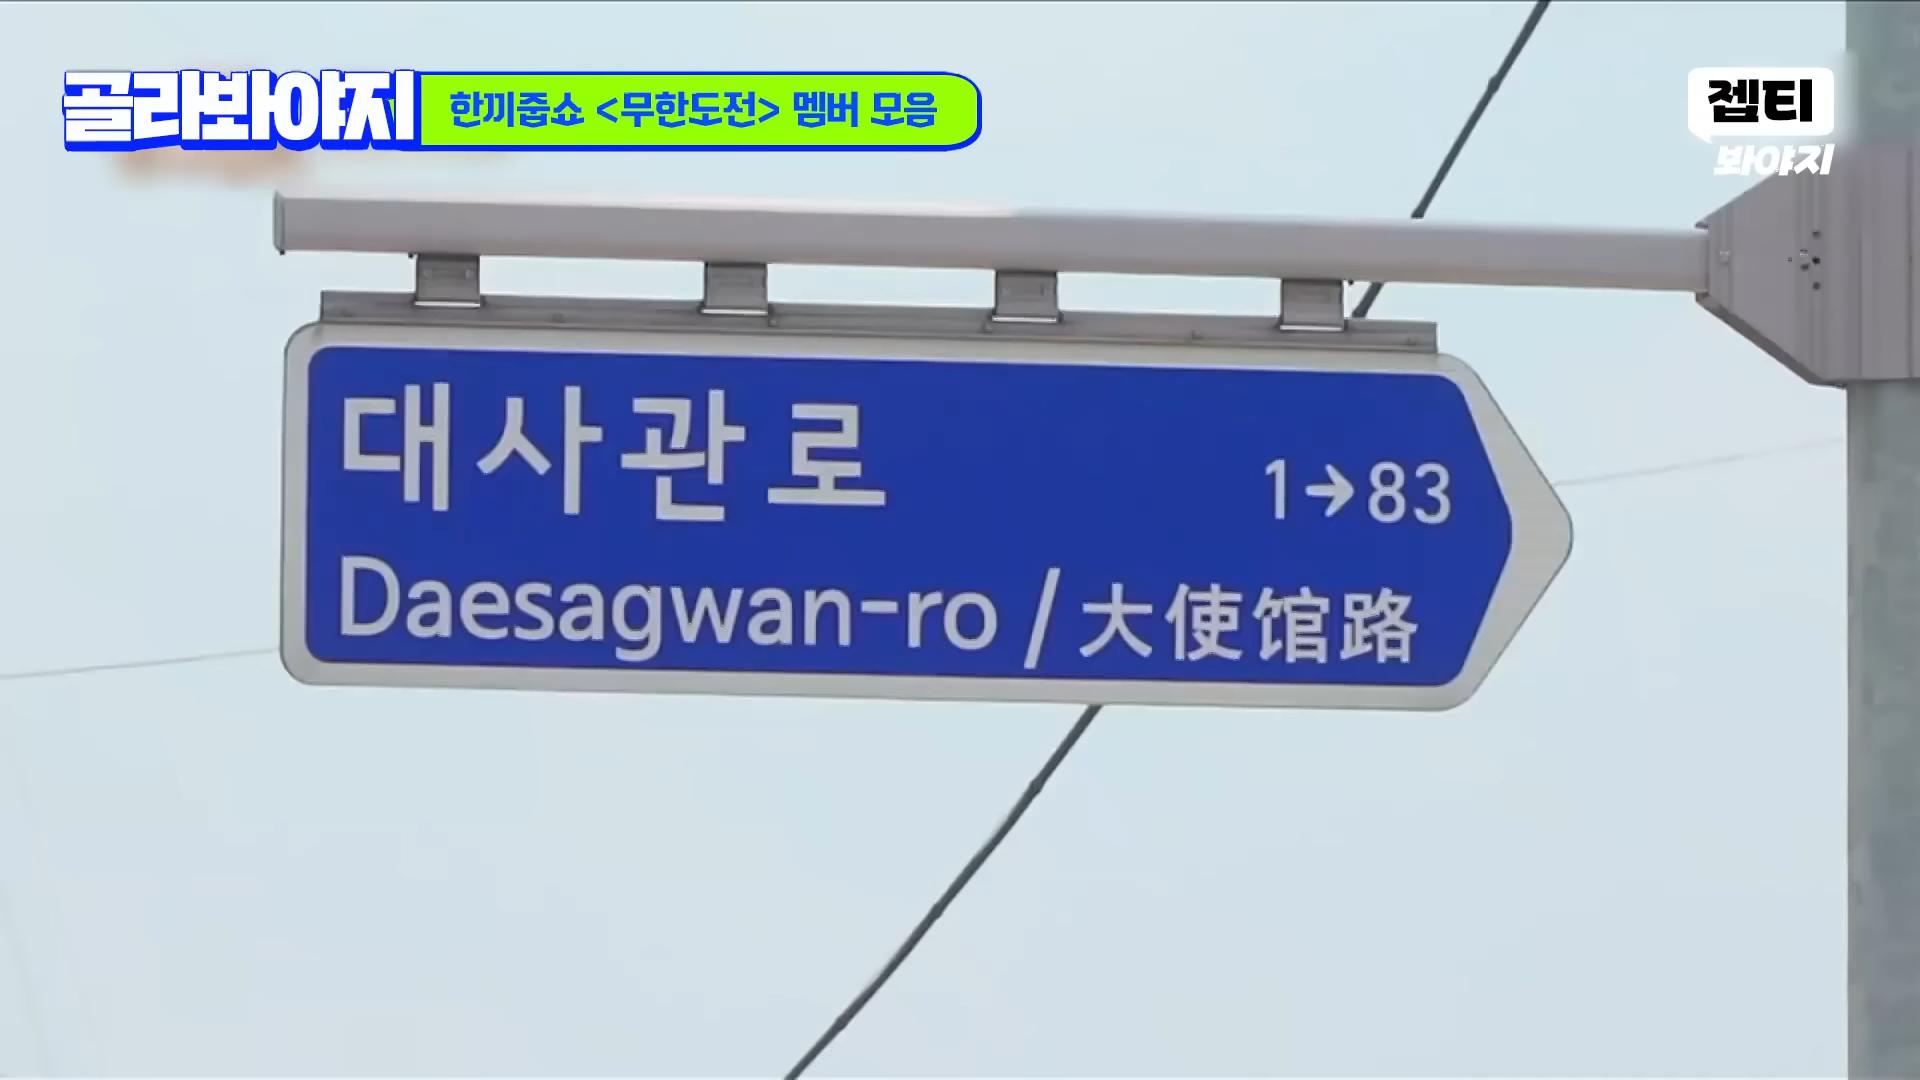 골라봐야지
한끼줍쇼 <무한도전> 멤버 모음
젭티
봐야지
대사관로
1→83
Daesagwan-ro / 大使馆路